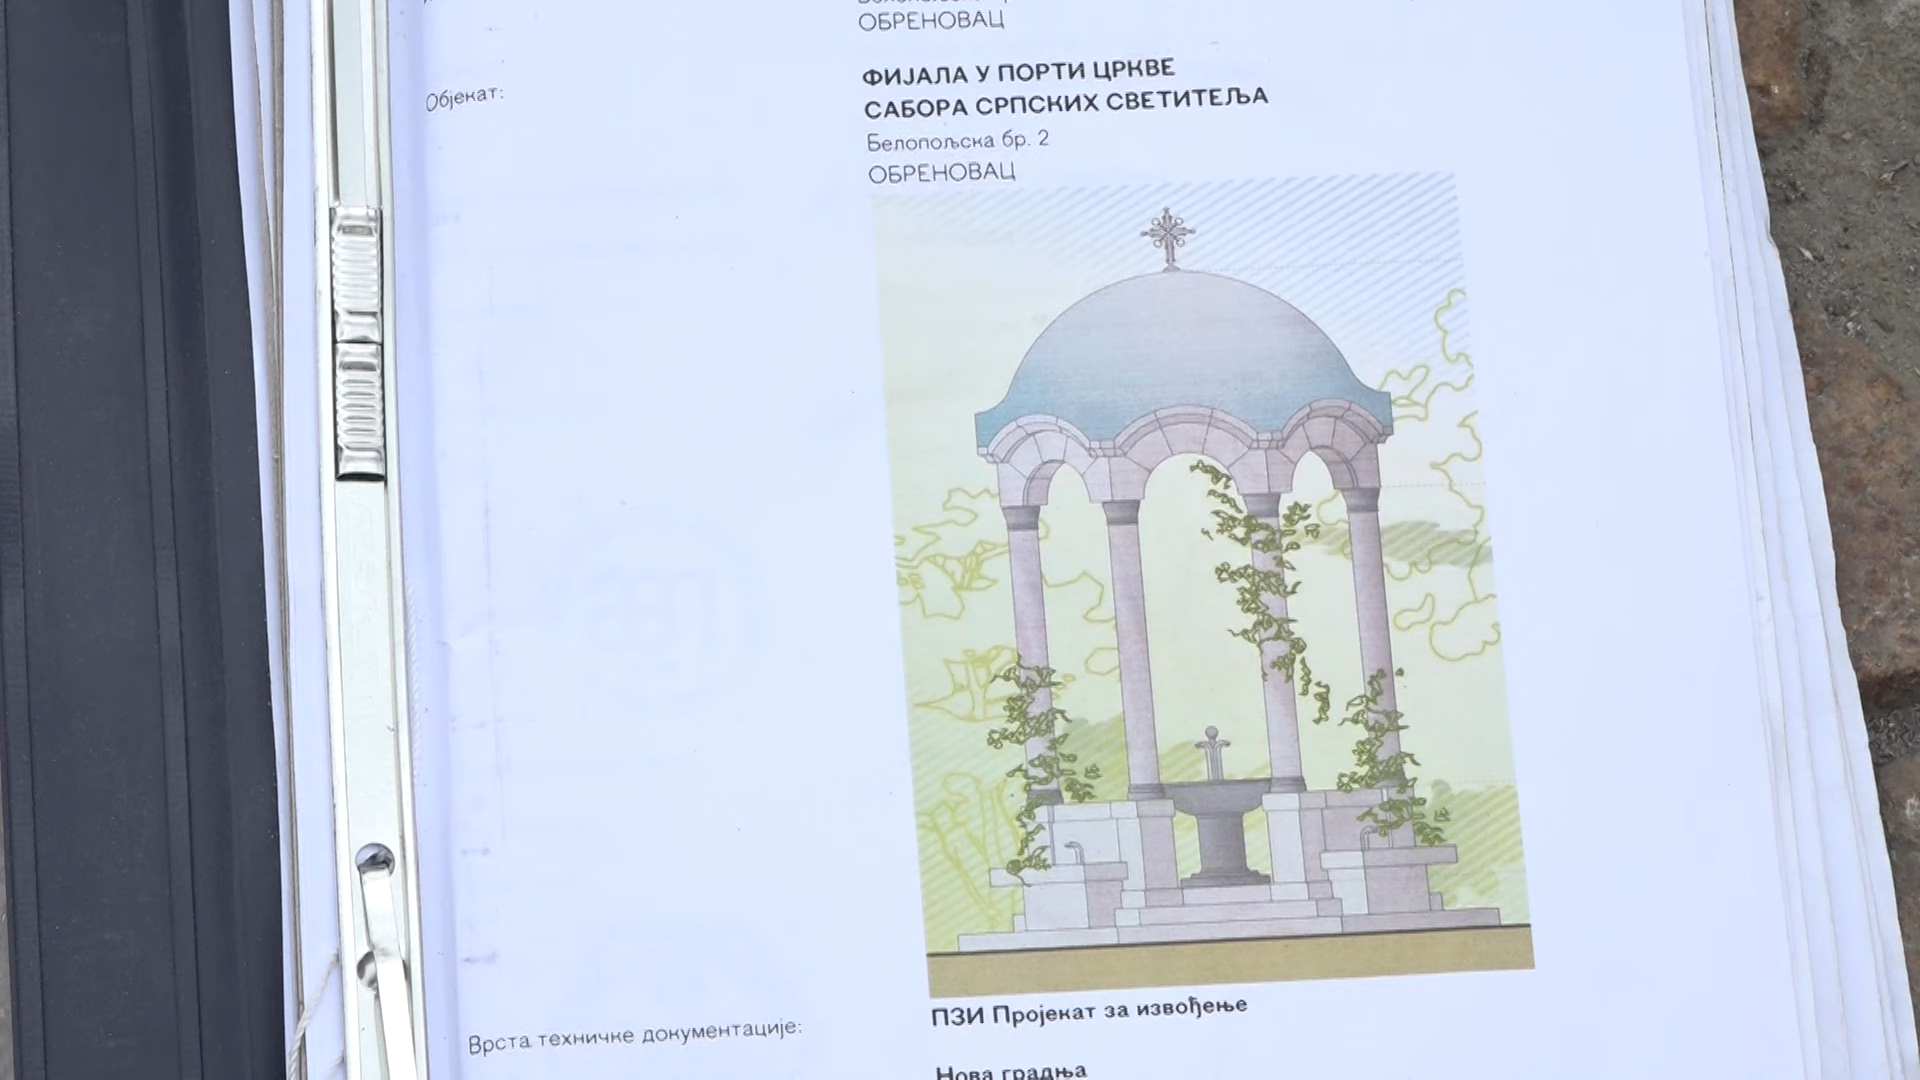 ОБРЕНОВАЦ
Објекат:
ФИЈАЛА У ПОРТИ ЦРКВЕ
САБОРА СРПСКИХ СВЕТИТЕЉА
Белопољска бр. 2
ОБРЕНОВАЦ
Врста техничке документације:
ПЗИ Пројекат за извођење
Нова градња